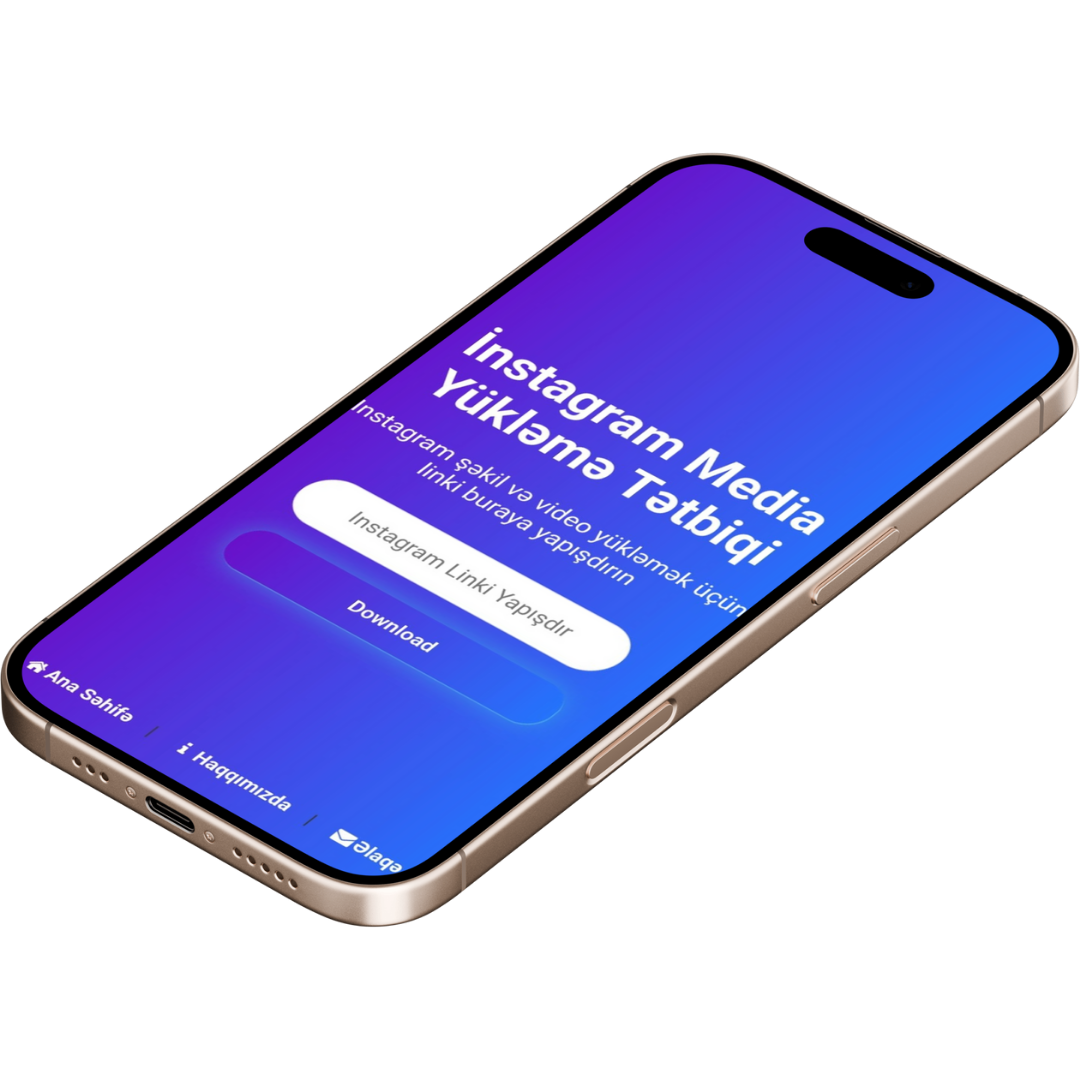 İnstagram Media
Yükləmə Tətbiqi
Instagram şəkil və video yükləmək üçün
linki buraya yapışdırın
Instagram Linki Yapışdır
Download
Ana Səhifə | Haqqımızda | Əlaqə